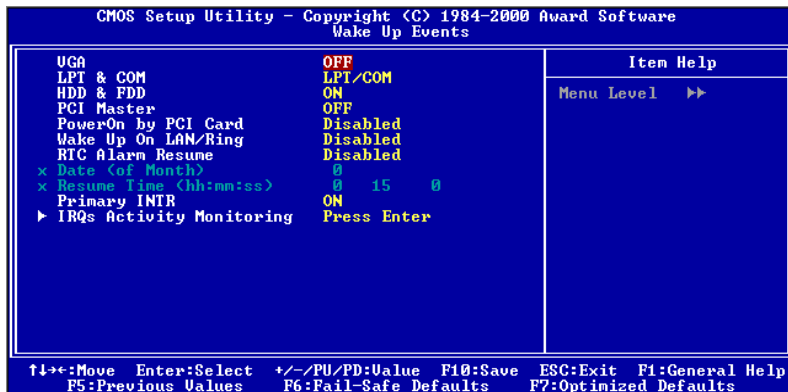 CMOS Setup Utility - Copyright (C) 1984-2000 Award Software
Wake Up Events
VGA OFF
LPT & COM LPT/COM
HDD & FDD ON
PCI Master OFF
PowerOn by PCI Card Disabled
Wake Up On LAN/Ring Disabled
RTC Alarm Resume Disabled
x Date (of Month) 0
x Resume Time (hh:mm:ss) 0 15 0
Primary INTR ON
▶ IRQs Activity Monitoring Press Enter
Item Help
Menu Level ▶▶
↑↓→←:Move Enter:Select +/-/PU/PD:Value F10:Save ESC:Exit F1:General Help
F5:Previous Values F6:Fail-Safe Defaults F7:Optimized Defaults